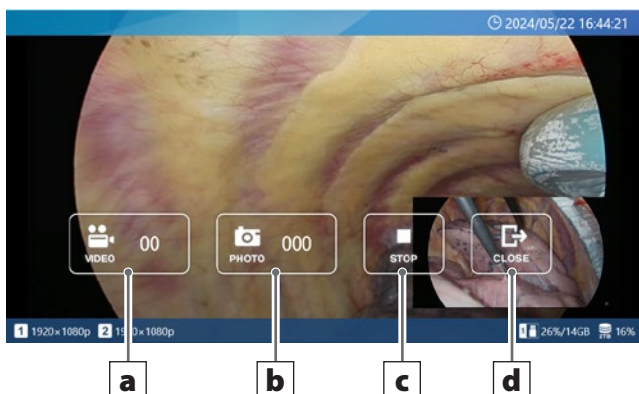 2024/05/22 16:44:21
VIDEO 00
PHOTO 000
STOP
CLOSE
1 1920×1080p 2 1920×1080p
1 26%/14GB 2TB 16%
a b c d